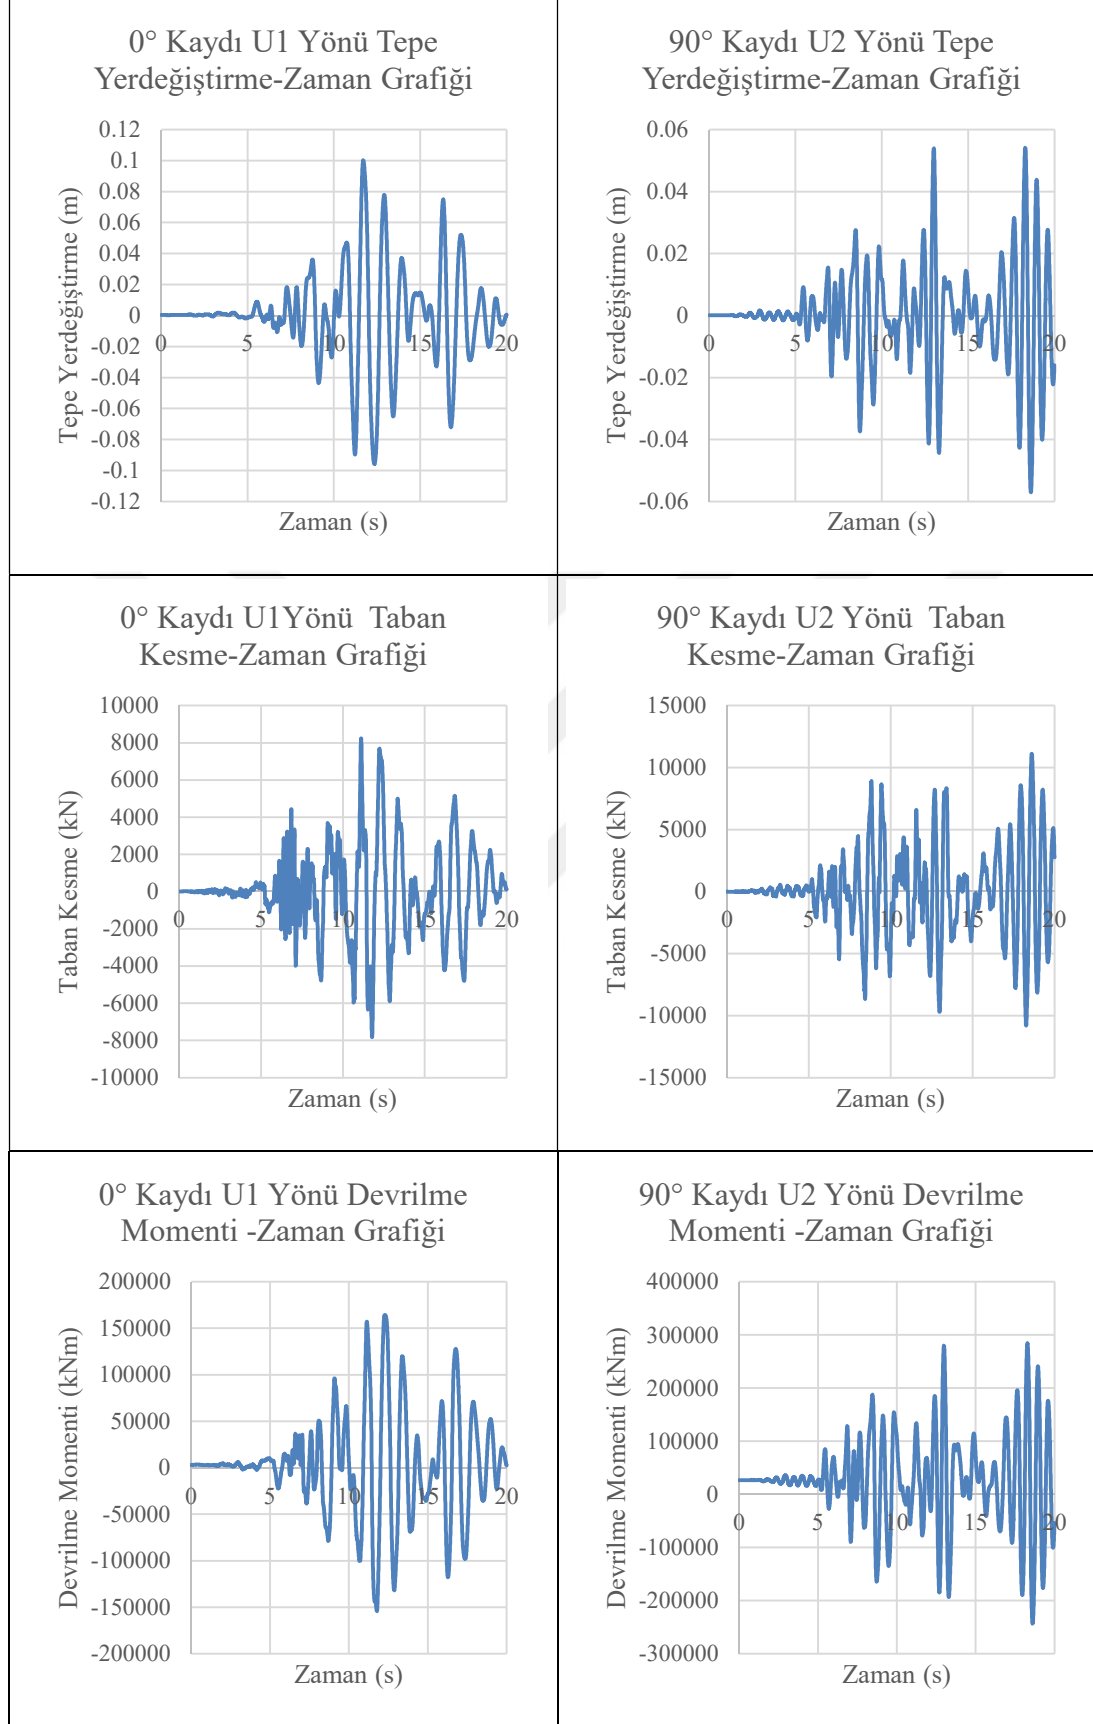 0° Kaydı U1 Yönü Tepe
Yerdeğiştirme-Zaman Grafiği
0.12
0.1
0.08
0.06
0.04
0.02
0
-0.02
-0.04
-0.06
-0.08
-0.1
-0.12
0 5 10 15 20
Tepe Yerdeğiştirme (m)
Zaman (s)
90° Kaydı U2 Yönü Tepe
Yerdeğiştirme-Zaman Grafiği
0.06
0.04
0.02
0
-0.02
-0.04
-0.06
0 5 10 15 20
Tepe Yerdeğiştirme (m)
Zaman (s)
0° Kaydı U1Yönü  Taban
Kesme-Zaman Grafiği
10000
8000
6000
4000
2000
0
-2000
-4000
-6000
-8000
-10000
0 5 10 15 20
Taban Kesme (kN)
Zaman (s)
90° Kaydı U2 Yönü  Taban
Kesme-Zaman Grafiği
15000
10000
5000
0
-5000
-10000
-15000
0 5 10 15 20
Taban Kesme (kN)
Zaman (s)
0° Kaydı U1 Yönü Devrilme
Momenti -Zaman Grafiği
200000
150000
100000
50000
0
-50000
-100000
-150000
-200000
0 5 10 15 20
Devrilme Momenti (kNm)
Zaman (s)
90° Kaydı U2 Yönü Devrilme
Momenti -Zaman Grafiği
400000
300000
200000
100000
0
-100000
-200000
-300000
0 5 10 15 20
Devrilme Momenti (kNm)
Zaman (s)